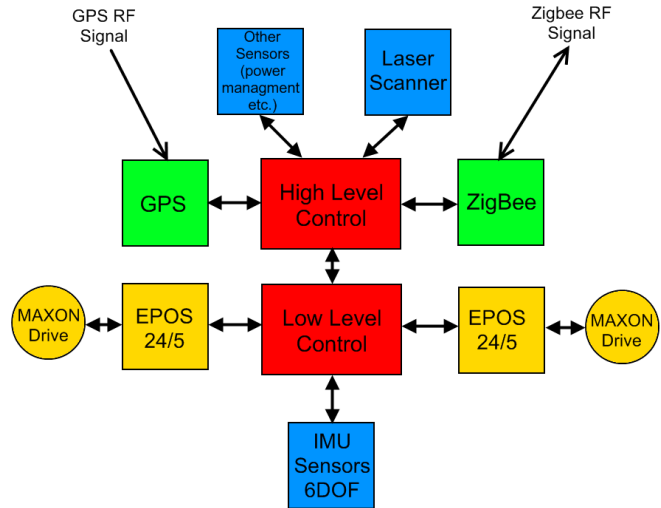 GPS RF
Signal
Zigbee RF
Signal
Other
Sensors
(power
managment
etc.)
Laser
Scanner
GPS
High Level
Control
ZigBee
MAXON
Drive
EPOS
24/5
Low Level
Control
EPOS
24/5
MAXON
Drive
IMU
Sensors
6DOF